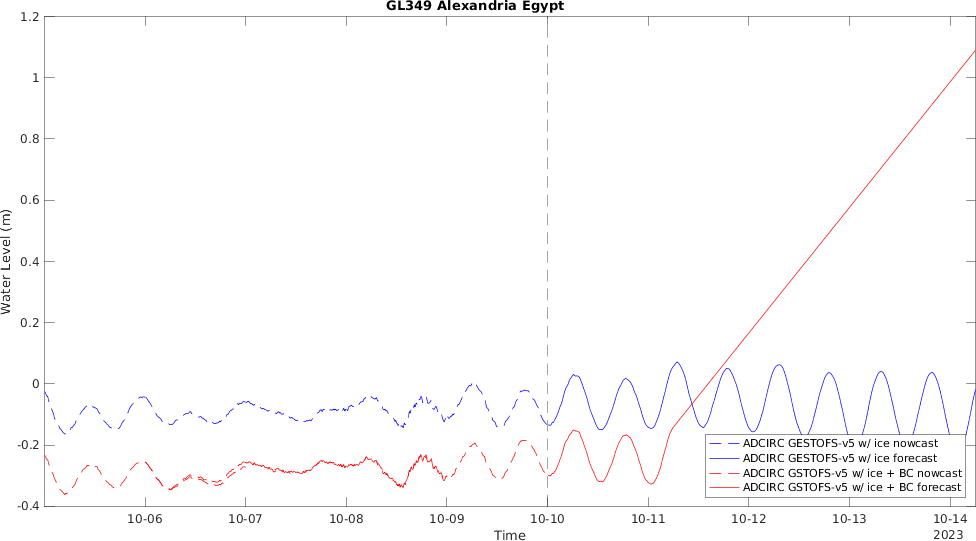 GL349 Alexandria Egypt
1.2
1
0.8
0.6
0.4
0.2
0
-0.2
-0.4
Water Level (m)
10-06 10-07 10-08 10-09 10-10 10-11 10-12 10-13 10-14
2023
Time
ADCIRC GESTOFS-v5 w/ ice nowcast
ADCIRC GESTOFS-v5 w/ ice forecast
ADCIRC GSTOFS-v5 w/ ice + BC nowcast
ADCIRC GSTOFS-v5 w/ ice + BC forecast